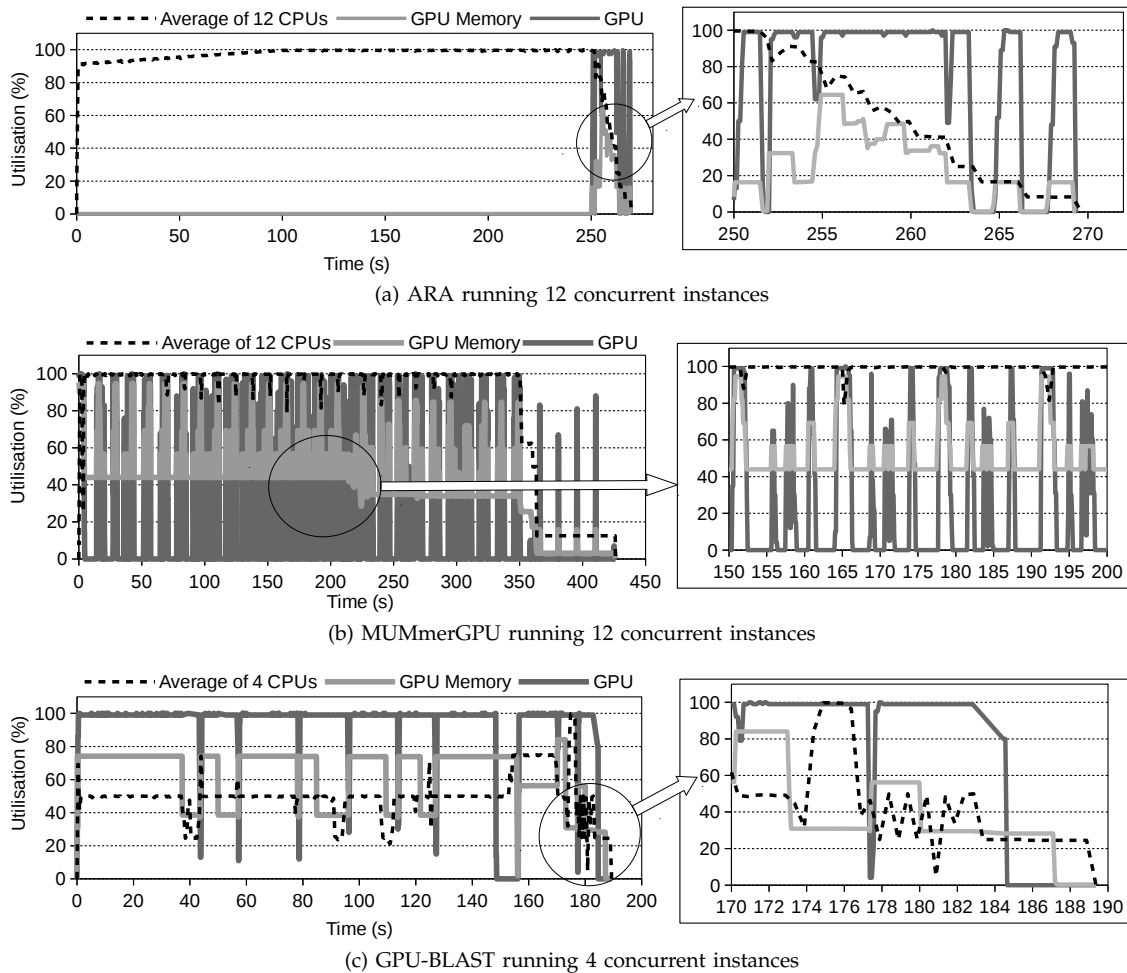 Average of 12 CPUs GPU Memory GPU
Utilisation (%)
100
80
60
40
20
0
0 50 100 150 200 250
Time (s)
100
80
60
40
20
0
250 255 260 265 270
(a) ARA running 12 concurrent instances
Average of 12 CPUs GPU Memory GPU
Utilisation (%)
100
80
60
40
20
0
0 50 100 150 200 250 300 350 400 450
Time (s)
100
80
60
40
20
0
150 155 160 165 170 175 180 185 190 195 200
(b) MUMmerGPU running 12 concurrent instances
Average of 4 CPUs GPU Memory GPU
Utilisation (%)
100
80
60
40
20
0
0 20 40 60 80 100 120 140 160 180 200
Time (s)
100
80
60
40
20
0
170 172 174 176 178 180 182 184 186 188 190
(c) GPU-BLAST running 4 concurrent instances